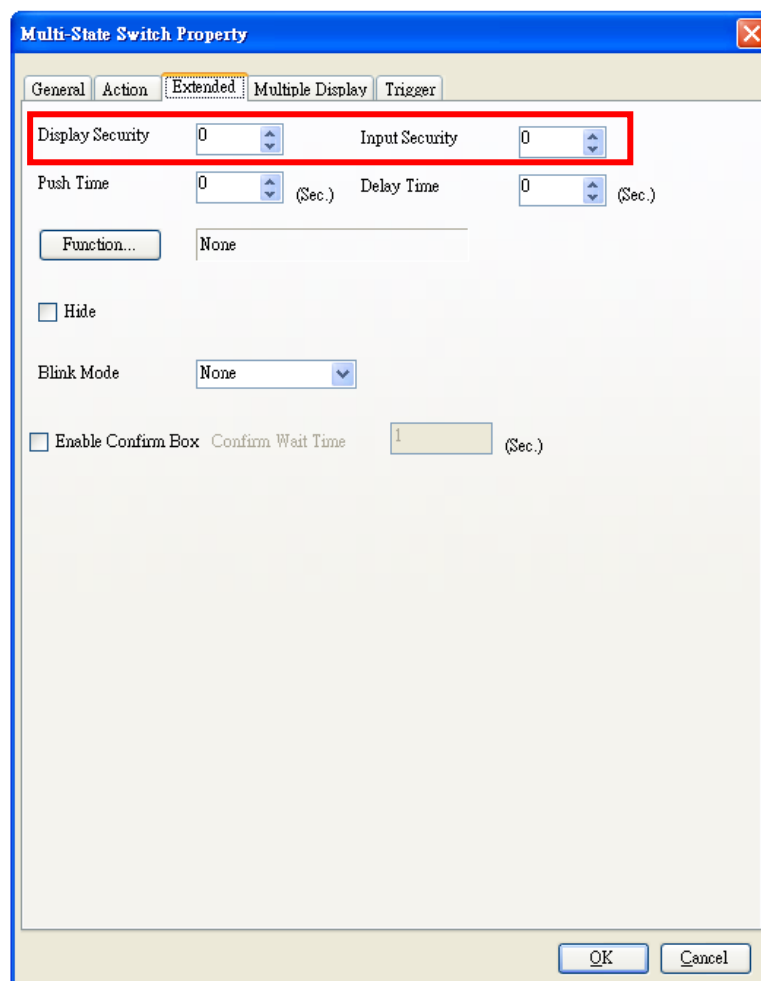 Multi-State Switch Property
General Action Extended Multiple Display Trigger
Display Security 0 Input Security 0
Push Time 0 (Sec.) Delay Time 0 (Sec.)
Function... None
Hide
Blink Mode None
Enable Confirm Box Confirm Wait Time 1 (Sec.)
OK Cancel